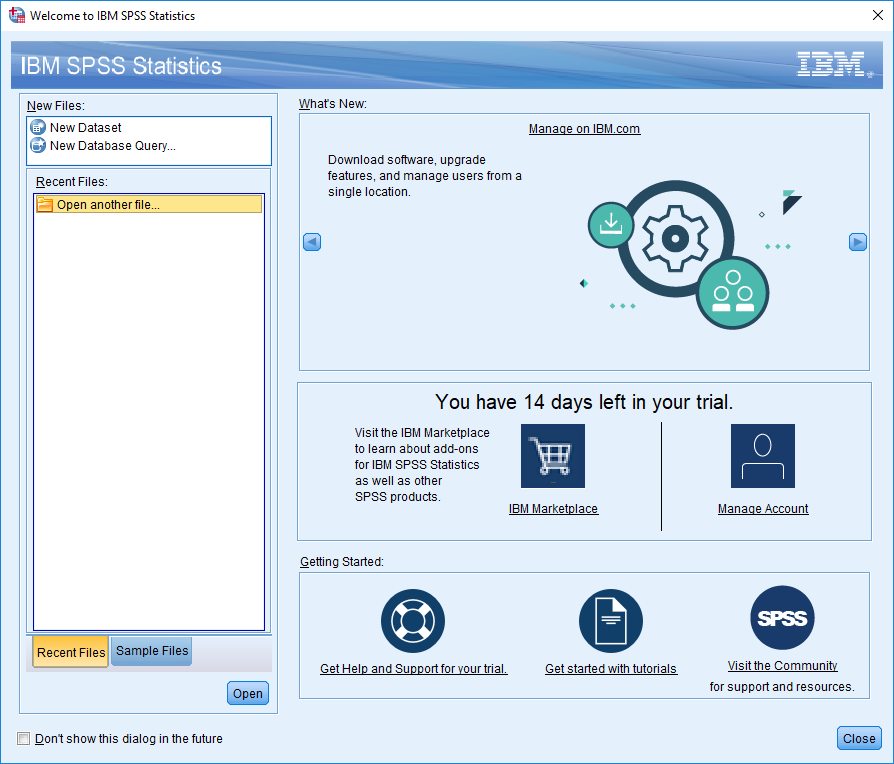 Welcome to IBM SPSS Statistics
IBM SPSS Statistics
IBM®
New Files:
New Dataset
New Database Query...
Recent Files:
Open another file...
Recent Files
Sample Files
Open
What's New:
Manage on IBM.com
Download software, upgrade
features, and manage users from a
single location.
You have 14 days left in your trial.
Visit the IBM Marketplace
to learn about add-ons
for IBM SPSS Statistics
as well as other
SPSS products.
IBM Marketplace
Manage Account
Getting Started:
Get Help and Support for your trial.
Get started with tutorials
SPSS
Visit the Community
for support and resources.
Don't show this dialog in the future
Close